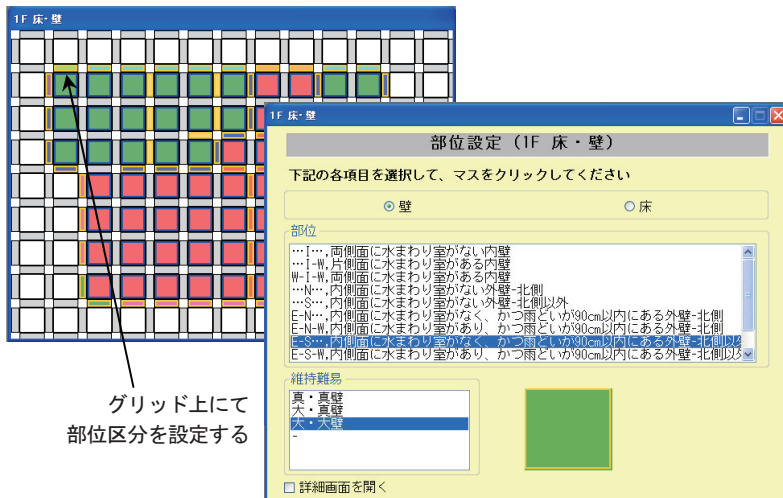 1F 床・壁
1F 床・壁
部位設定（1F 床・壁）
下記の各項目を選択して、マスをクリックしてください
壁
床
部位
…I…,両側面に水まわり室がない内壁
…I-W,片側面に水まわり室がある内壁
W-I-W,両側面に水まわり室がある内壁
…N…,内側面に水まわり室がない外壁-北側
…S…,内側面に水まわり室がない外壁-北側以外
E-N…,内側面に水まわり室がなく、かつ雨どいが90cm以内にある外壁-北側
E-N-W,内側面に水まわり室があり、かつ雨どいが90cm以内にある外壁-北側
E-S…,内側面に水まわり室がなく、かつ雨どいが90cm以内にある外壁-北側以
E-S-W,内側面に水まわり室があり、かつ雨どいが90cm以内にある外壁-北側以
維持難易
真・真壁
大・真壁
大・大壁
-
詳細画面を開く
グリッド上にて
部位区分を設定する